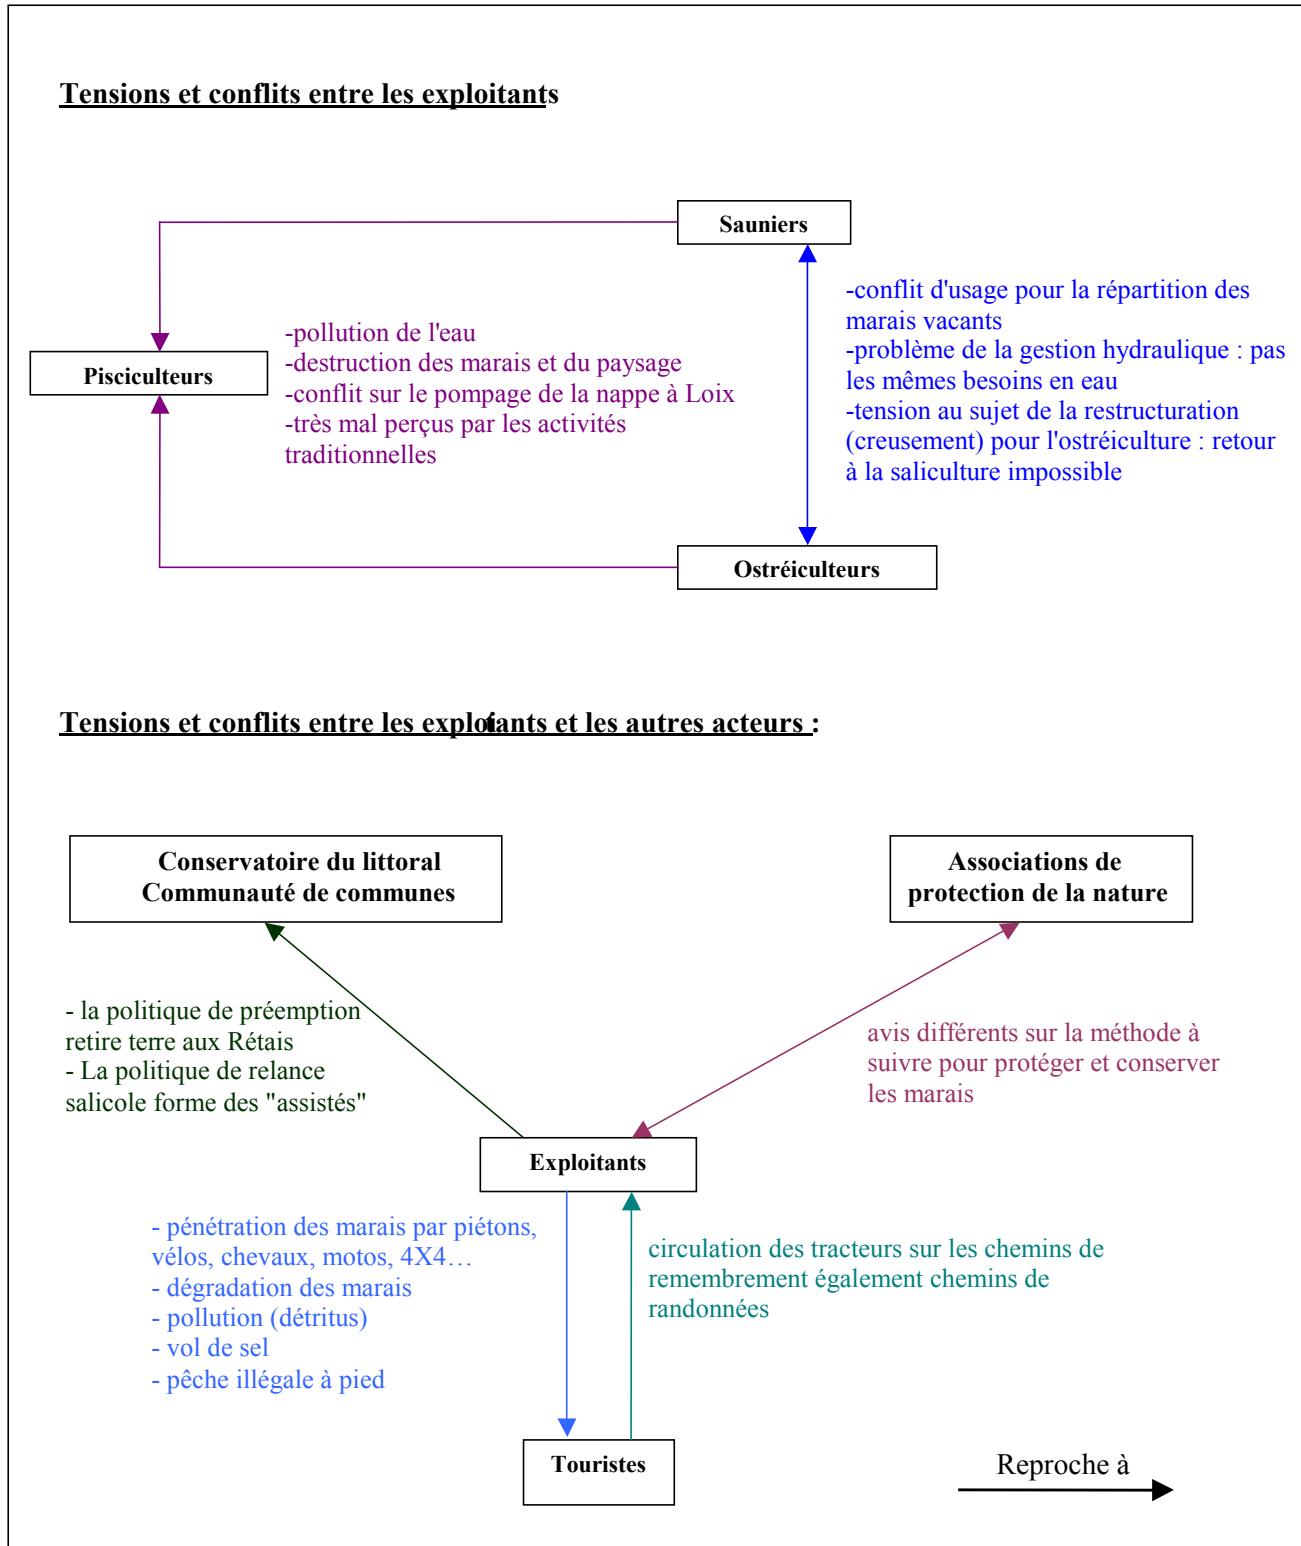 Tensions et conflits entre les exploitants
Sauniers
-conflit d'usage pour la répartition des
marais vacants
-problème de la gestion hydraulique : pas
les mêmes besoins en eau
-tension au sujet de la restructuration
(creusement) pour l'ostréiculture : retour
à la saliculture impossible
-pollution de l'eau
-destruction des marais et du paysage
-conflit sur le pompage de la nappe à Loix
-très mal perçus par les activités
traditionnelles
Pisciculteurs
Ostréiculteurs
Tensions et conflits entre les exploitants et les autres acteurs :
Conservatoire du littoral
Communauté de communes
Associations de
protection de la nature
- la politique de préemption
retire terre aux Rétais
- La politique de relance
salicole forme des "assistés"
avis différents sur la méthode à
suivre pour protéger et conserver
les marais
Exploitants
- pénétration des marais par piétons,
vélos, chevaux, motos, 4X4…
- dégradation des marais
- pollution (détritus)
- vol de sel
- pêche illégale à pied
circulation des tracteurs sur les chemins de
remembrement également chemins de
randonnées
Touristes
Reproche à